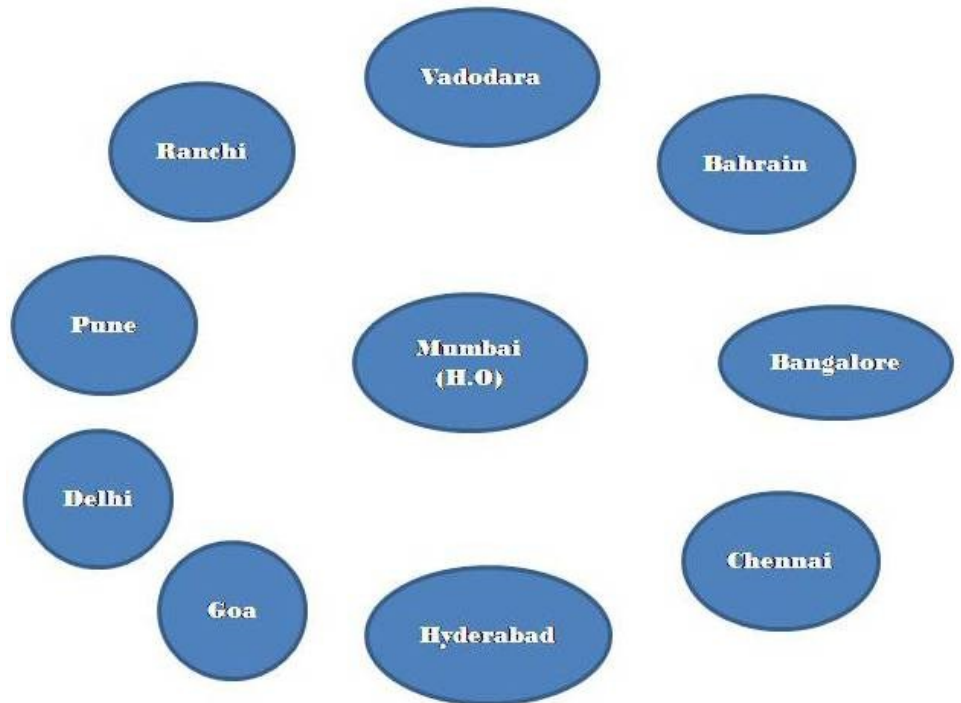 Vadodara
Ranchi
Bahrain
Pune
Mumbai
(H.O)
Bangalore
Delhi
Chennai
Goa
Hyderabad